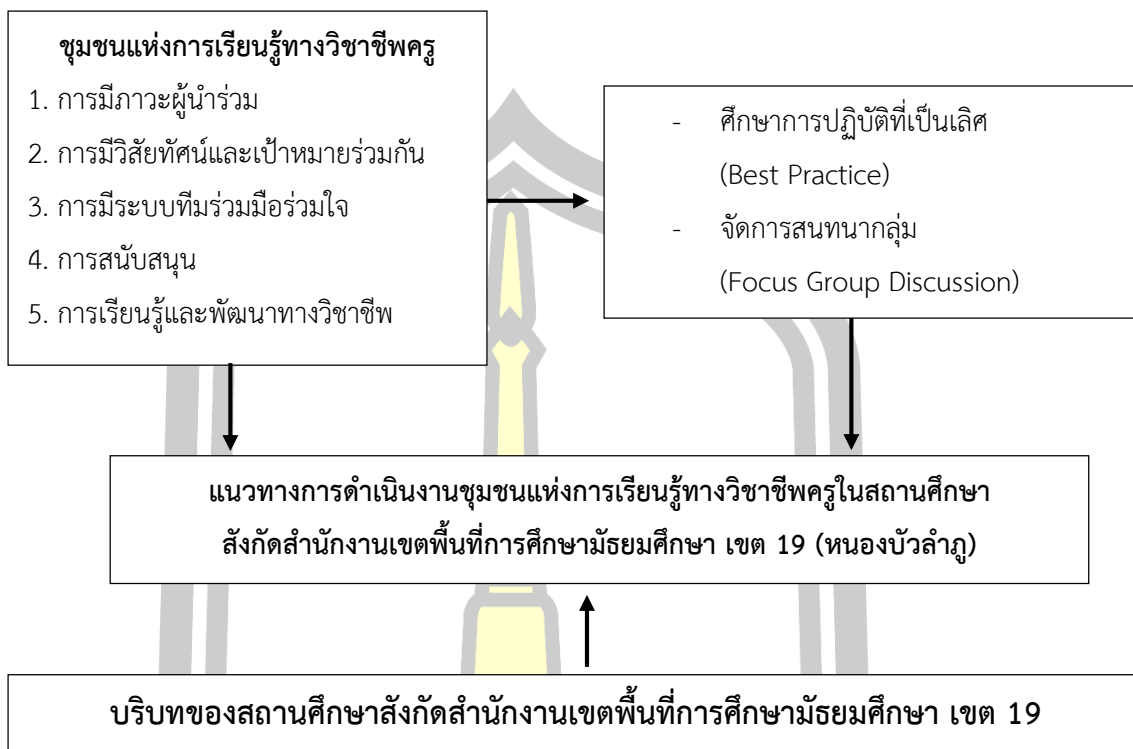 ชุมชนแห่งการเรียนรู้ทางวิชาชีพครู
1. การมีภาวะผู้นำร่วม
2. การมีวิสัยทัศน์และเป้าหมายร่วมกัน
3. การมีระบบทีมร่วมมือร่วมใจ
4. การสนับสนุน
5. การเรียนรู้และพัฒนาทางวิชาชีพ
- ศึกษาการปฏิบัติที่เป็นเลิศ
(Best Practice)
- จัดการสนทนากลุ่ม
(Focus Group Discussion)
แนวทางการดำเนินงานชุมชนแห่งการเรียนรู้ทางวิชาชีพครูในสถานศึกษา
สังกัดสำนักงานเขตพื้นที่การศึกษามัธยมศึกษา เขต 19 (หนองบัวลำภู)
บริบทของสถานศึกษาสังกัดสำนักงานเขตพื้นที่การศึกษามัธยมศึกษา เขต 19